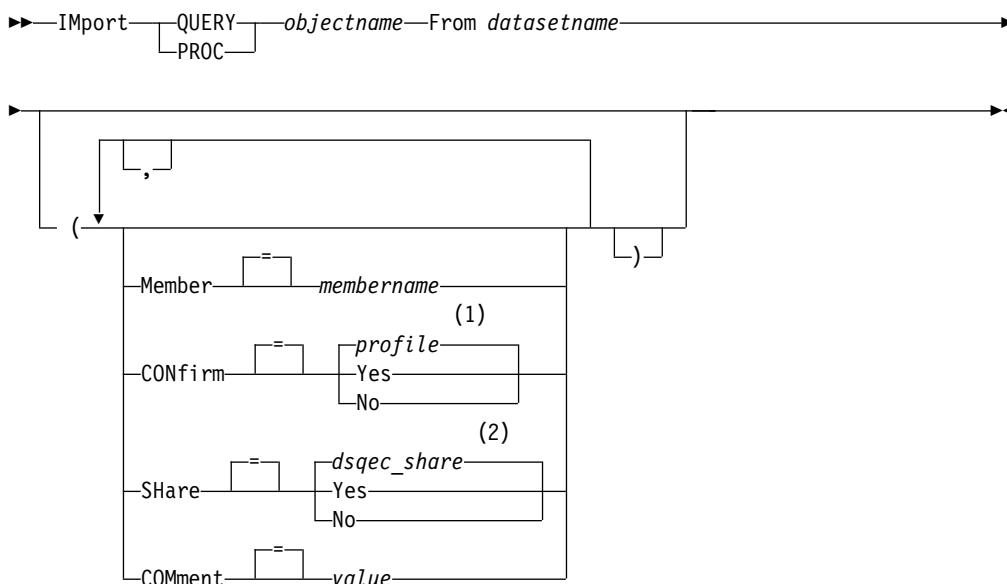 IMport QUERY objectname From datasetname
PROC
,
(
)
=
Member membername
(1)
= profile
CONfirm Yes
No
(2)
= dsqec_share
SHare Yes
No
=
COMment value